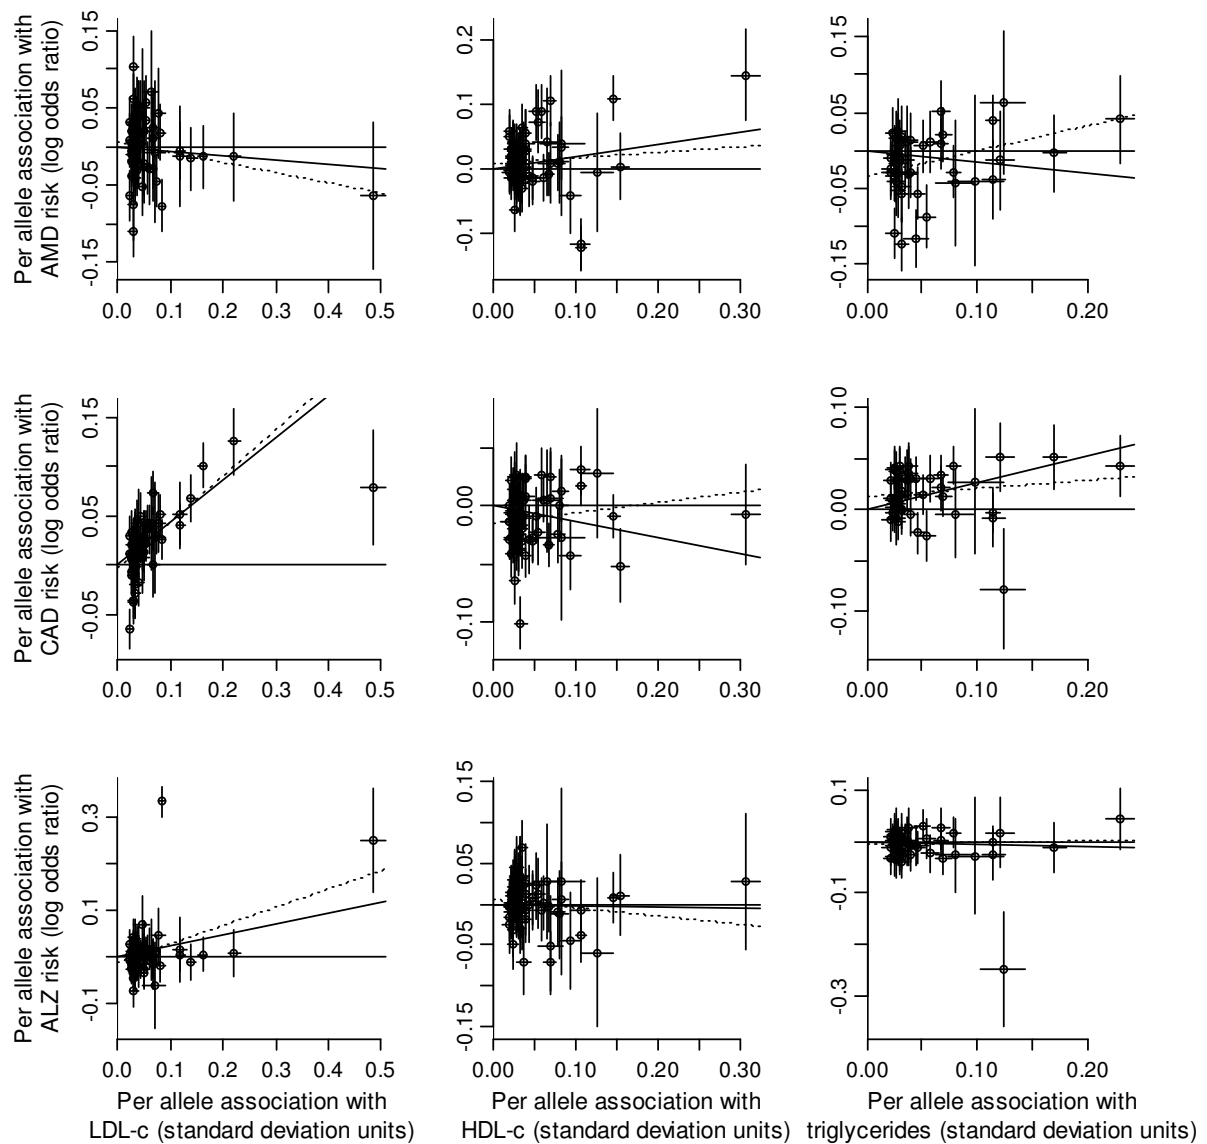 Per allele association with
AMD risk (log odds ratio)
0.15
0.05
-0.05
-0.15
0.0 0.1 0.2 0.3 0.4 0.5
0.2
0.1
0.0
-0.1
0.00 0.10 0.20 0.30
0.15
0.05
-0.05
-0.15
0.00 0.10 0.20
Per allele association with
CAD risk (log odds ratio)
0.15
0.05
-0.05
0.0 0.1 0.2 0.3 0.4 0.5
0.00
-0.10
0.00 0.10 0.20 0.30
0.10
0.00
-0.10
0.00 0.10 0.20
Per allele association with
ALZ risk (log odds ratio)
0.3
0.1
-0.1
0.0 0.1 0.2 0.3 0.4 0.5
Per allele association with
LDL-c (standard deviation units)
0.15
0.05
-0.05
-0.15
0.00 0.10 0.20 0.30
Per allele association with
HDL-c (standard deviation units)
0.1
-0.1
-0.3
0.00 0.10 0.20
Per allele association with
triglycerides (standard deviation units)